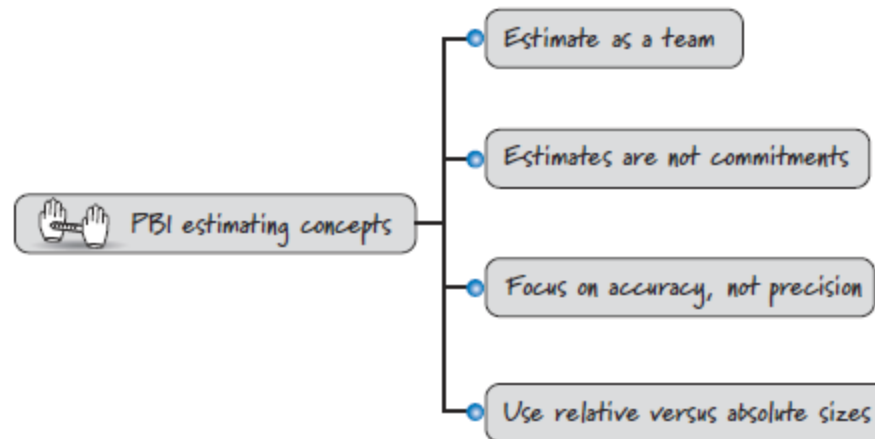 Estimate as a team
Estimates are not commitments
PBI estimating concepts
Focus on accuracy, not precision
Use relative versus absolute sizes